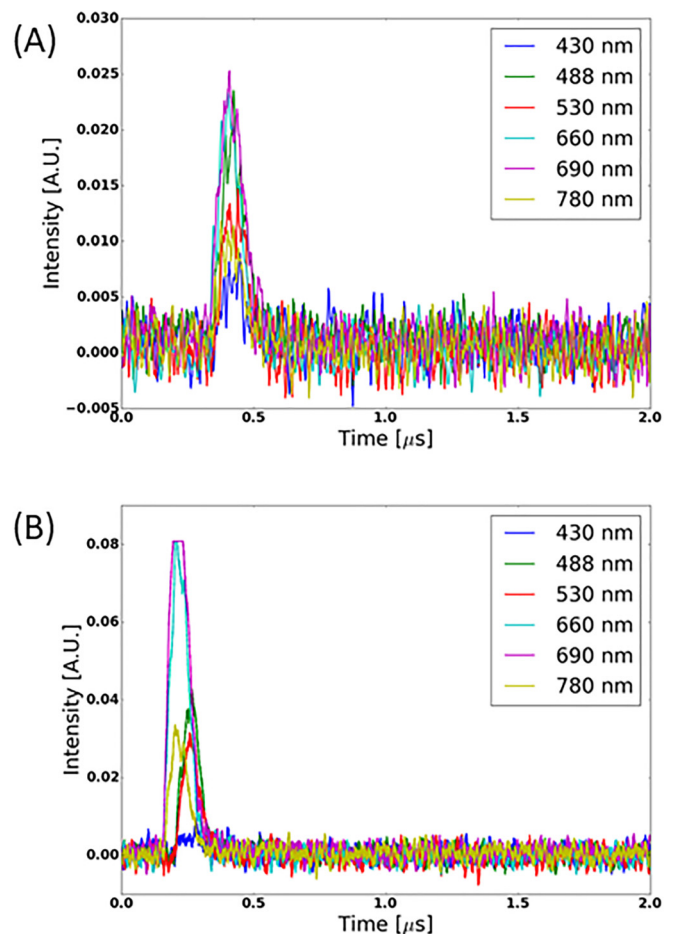 (A)
0.030
0.025
0.020
0.015
0.010
0.005
0.000
−0.005
Intensity [A.U.]
430 nm
488 nm
530 nm
660 nm
690 nm
780 nm
0.0 0.5 1.0 1.5 2.0
Time [μs]
(B)
0.08
0.06
0.04
0.02
0.00
Intensity [A.U.]
430 nm
488 nm
530 nm
660 nm
690 nm
780 nm
0.0 0.5 1.0 1.5 2.0
Time [μs]